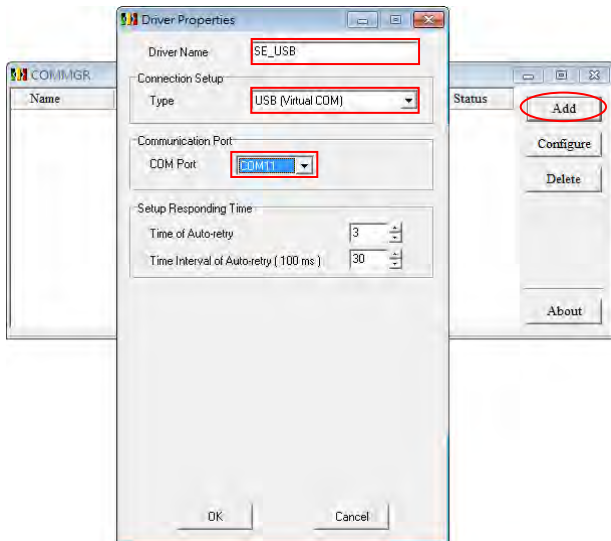 Driver Properties
Driver Name
SE_USB
Connection Setup
Type
USB (Virtual COM)
Communication Port
COM Port
COM11
Setup Responding Time
Time of Auto-retry
3
Time Interval of Auto-retry ( 100 ms )
30
OK
Cancel
COMMGR
Name
Status
Add
Configure
Delete
About